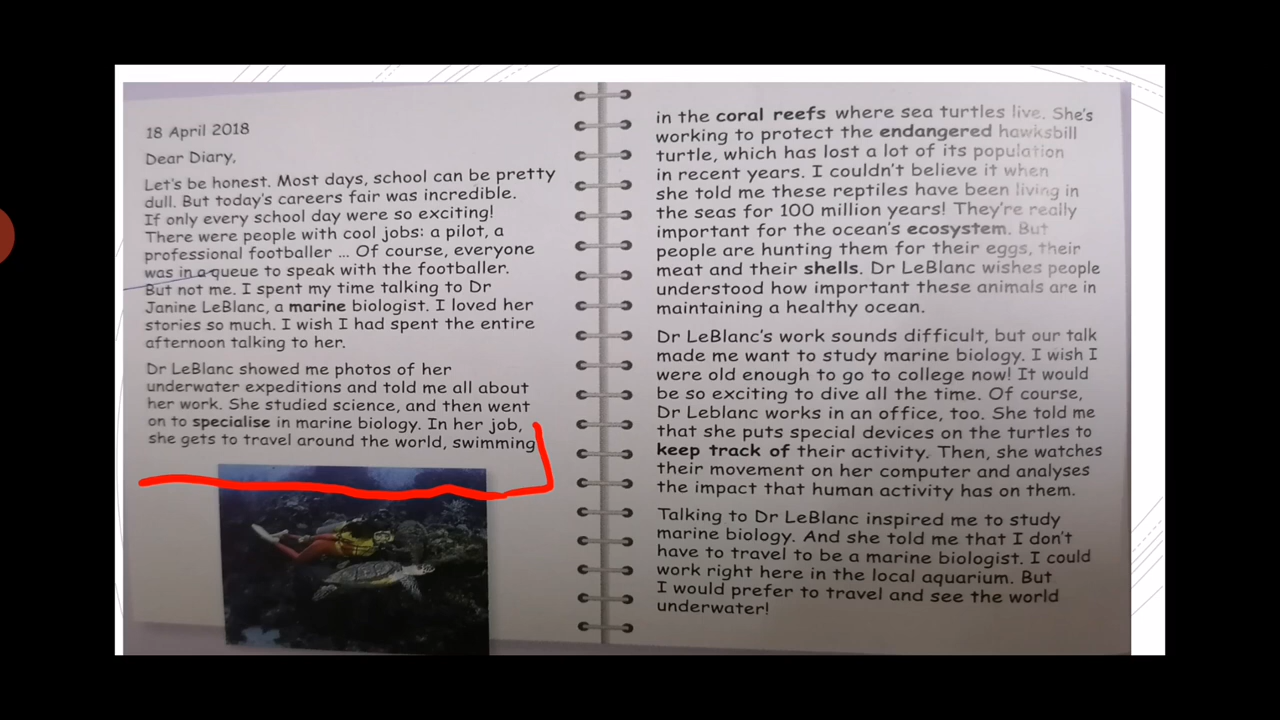 18 April 2018
Dear Diary,
Let's be honest. Most days, school can be pretty
dull. But today's careers fair was incredible.
If only every school day were so exciting!
There were people with cool jobs: a pilot, a
professional footballer ... Of course, everyone
was in a queue to speak with the footballer.
But not me. I spent my time talking to Dr
Janine LeBlanc, a marine biologist. I loved her
stories so much. I wish I had spent the entire
afternoon talking to her.
Dr LeBlanc showed me photos of her
underwater expeditions and told me all about
her work. She studied science, and then went
on to specialise in marine biology. In her job,
she gets to travel around the world, swimming
in the coral reefs where sea turtles live. She's
working to protect the endangered hawksbill
turtle, which has lost a lot of its population
in recent years. I couldn't believe it when
she told me these reptiles have been living in
the seas for 100 million years! They're really
important for the ocean's ecosystem. But
people are hunting them for their eggs, their
meat and their shells. Dr LeBlanc wishes people
understood how important these animals are in
maintaining a healthy ocean.
Dr LeBlanc's work sounds difficult, but our talk
made me want to study marine biology. I wish I
were old enough to go to college now! It would
be so exciting to dive all the time. Of course,
Dr Leblanc works in an office, too. She told me
that she puts special devices on the turtles to
keep track of their activity. Then, she watches
their movement on her computer and analyses
the impact that human activity has on them.
Talking to Dr LeBlanc inspired me to study
marine biology. And she told me that I don't
have to travel to be a marine biologist. I could
work right here in the local aquarium. But
I would prefer to travel and see the world
underwater!